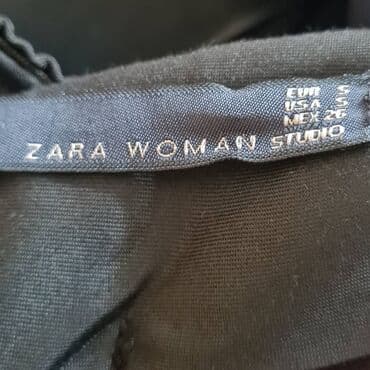 EUR S
USA S
MEX 26
ZARA WOMAN STUDIO